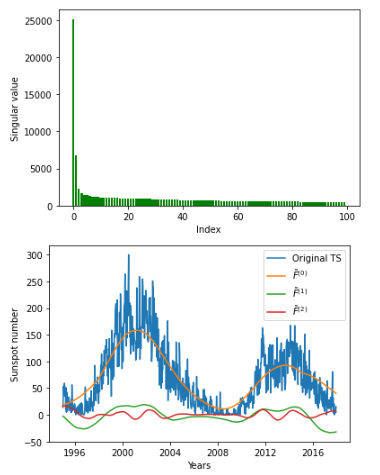 25000
20000
15000
10000
5000
0
Singular value
0 20 40 60 80 100
Index
300
250
200
150
100
50
0
−50
Sunspot number
Original TS
F̃(0)
F̃(1)
F̃(2)
1996 2000 2004 2008 2012 2016
Years